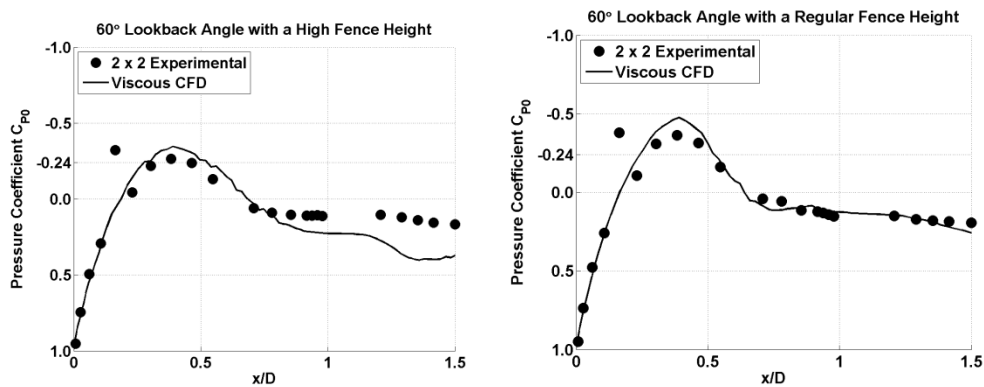 60° Lookback Angle with a High Fence Height
-1.0
2 x 2 Experimental
Viscous CFD
-0.5
-0.24
0.0
0.5
1.0
Pressure Coefficient CP0
0
0.5
1
1.5
x/D
60° Lookback Angle with a Regular Fence Height
-1.0
2 x 2 Experimental
Viscous CFD
-0.5
-0.24
0.0
0.5
1.0
Pressure Coefficient CP0
0
0.5
1
1.5
x/D